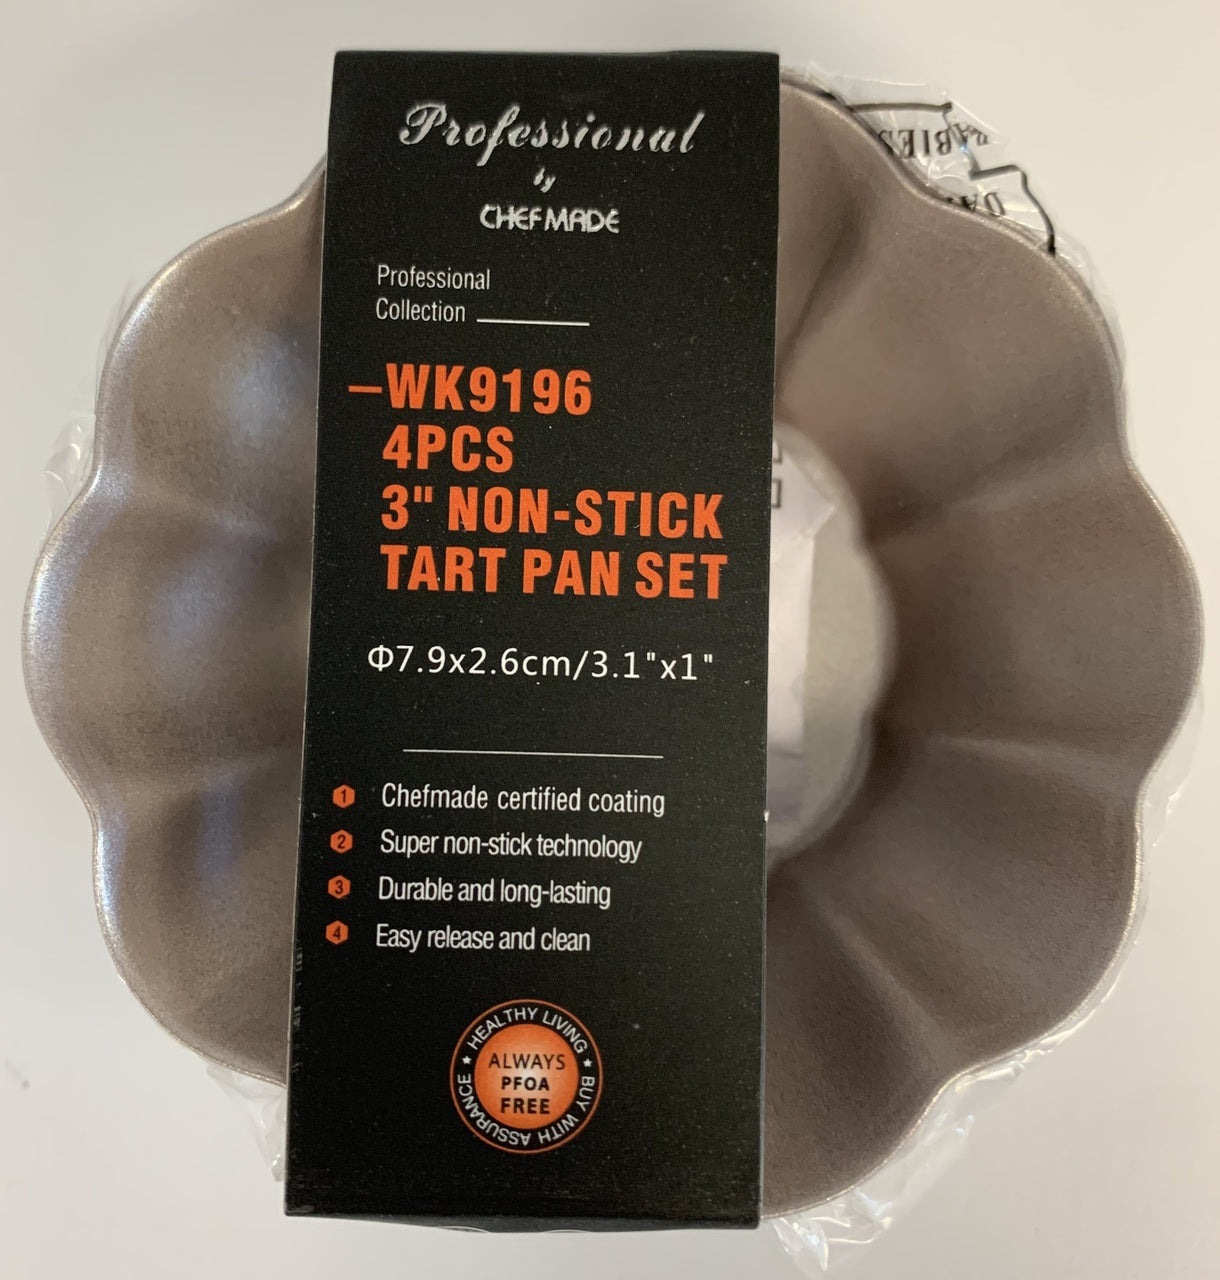 Professional
by
CHEFMADE
Professional
Collection
—WK9196
4PCS
3" NON-STICK
TART PAN SET
Φ7.9x2.6cm/3.1"x1"
1 Chefmade certified coating
2 Super non-stick technology
3 Durable and long-lasting
4 Easy release and clean
★ HEALTHY LIVING ★
ALWAYS
PFOA
FREE
BUY WITH ASSURANCE
BABIES